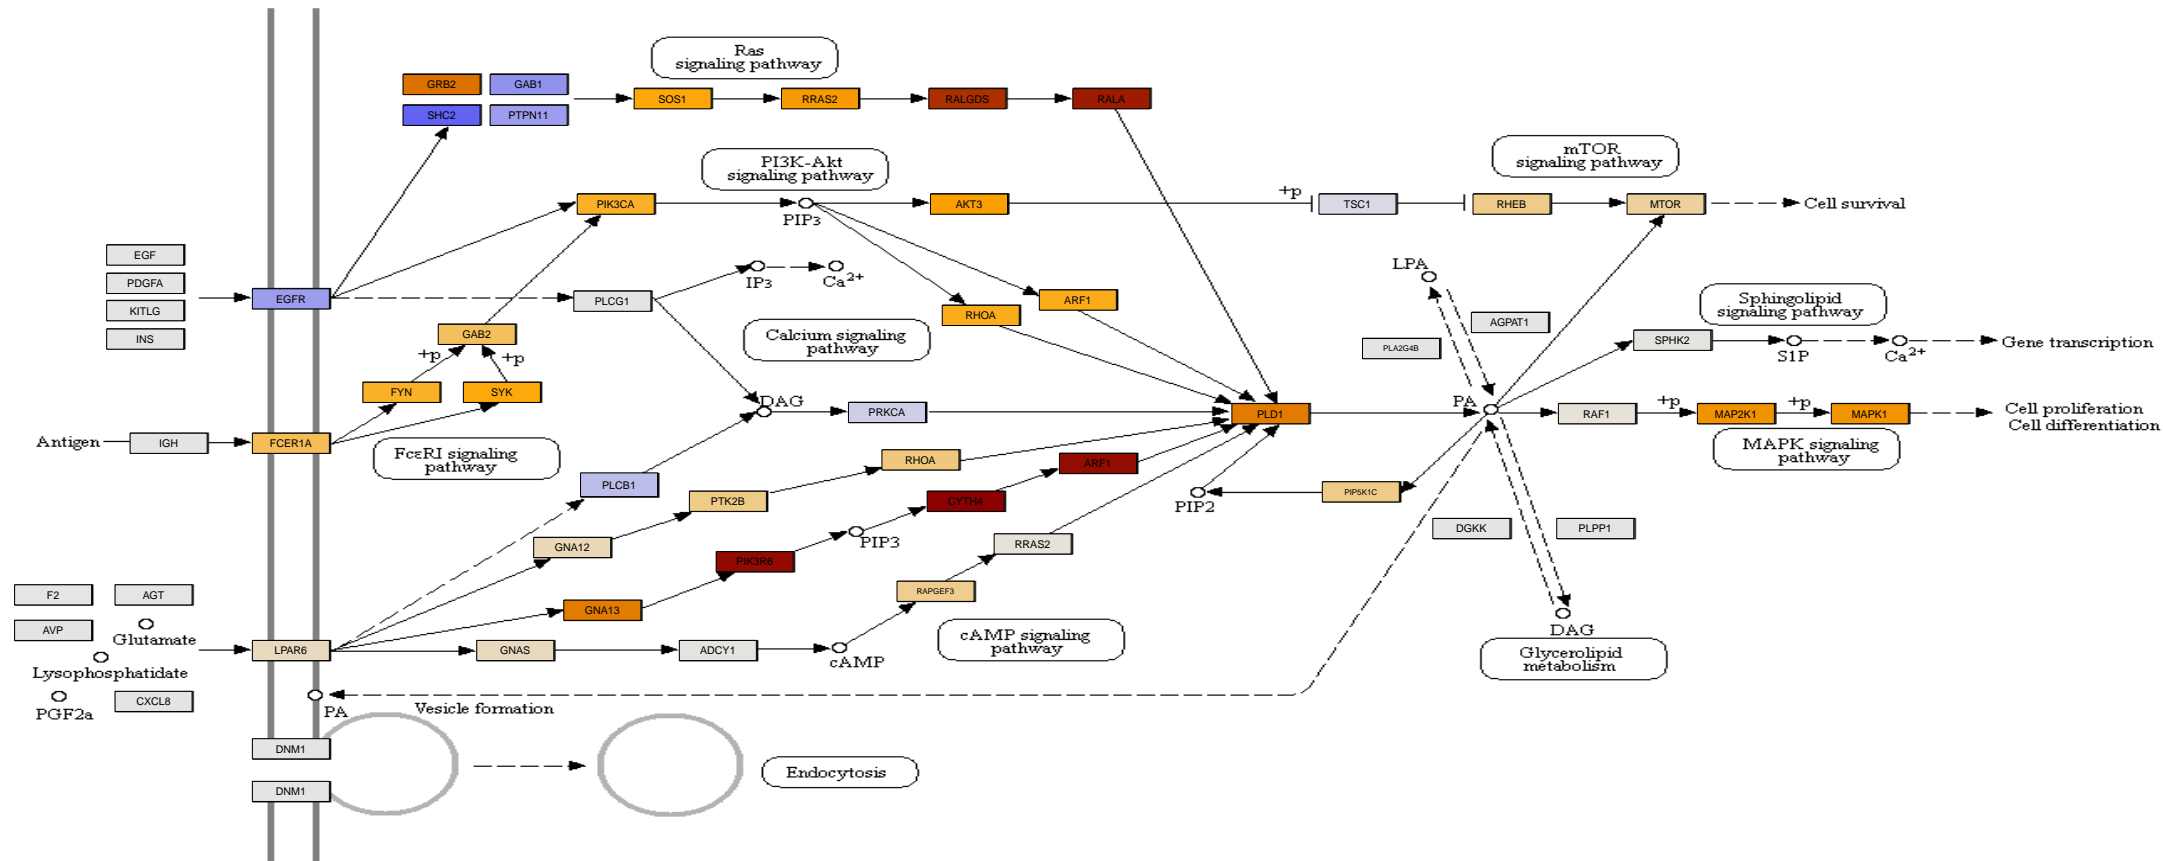 Ras
signaling pathway
GRB2
GAB1
SHC2
PTPN11
SOS1
RRAS2
RALGDS
RALA
PI3K-Akt
signaling pathway
mTOR
signaling pathway
PIK3CA
PIP3
AKT3
+p
TSC1
RHEB
MTOR
Cell survival
EGF
PDGFA
KITLG
INS
EGFR
PLCG1
IP3
Ca2+
LPA
ARF1
RHOA
GAB2
+p
+p
Calcium signaling
pathway
AGPAT1
PLA2G4B
Sphingolipid
signaling pathway
SPHK2
S1P
Ca2+
Gene transcription
FYN
SYK
DAG
PRKCA
PLD1
PA
RAF1
+p
MAP2K1
+p
MAPK1
Cell proliferation
Cell differentiation
MAPK signaling
pathway
Antigen
IGH
FCER1A
FcεRI signaling
pathway
PLCB1
RHOA
ARF1
PTK2B
CYTH4
PIP2
PIP5K1C
GNA12
PIK3R6
PIP3
RRAS2
DGKK
PLPP1
F2
AGT
AVP
Glutamate
Lysophosphatidate
PGF2a
CXCL8
LPAR6
GNA13
GNAS
ADCY1
cAMP
RAPGEF3
cAMP signaling
pathway
DAG
Glycerolipid
metabolism
PA
Vesicle formation
DNM1
DNM1
Endocytosis